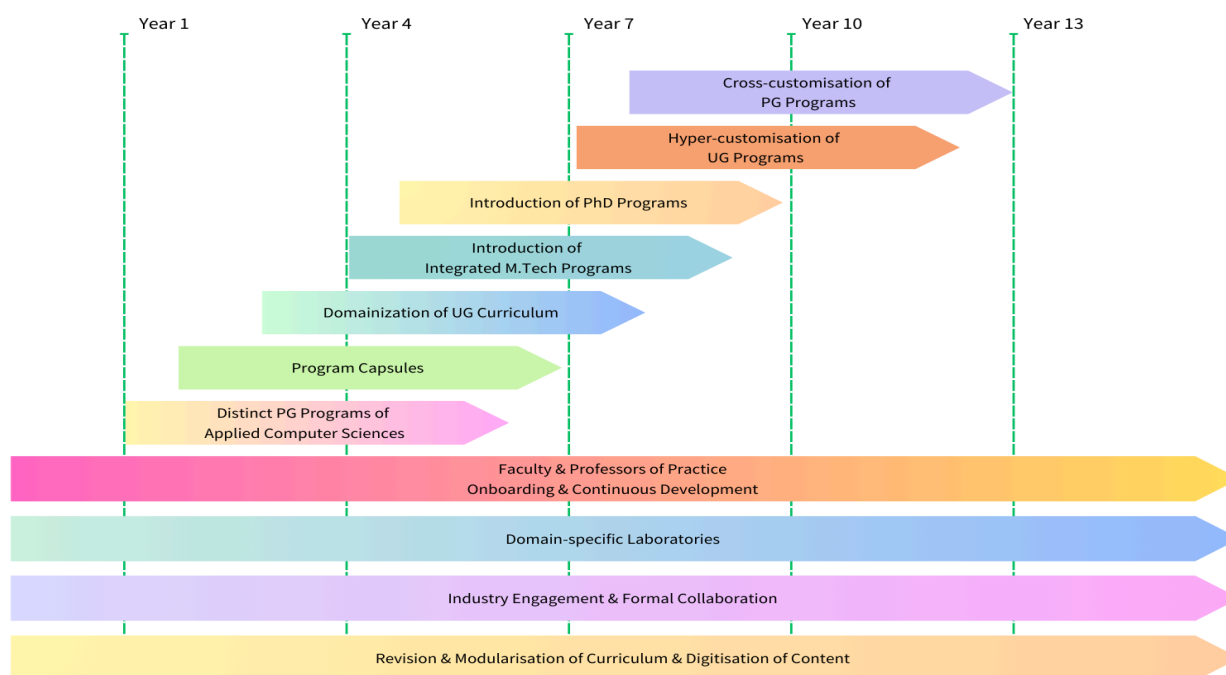 Year 1
Year 4
Year 7
Year 10
Year 13
Cross-customisation of
PG Programs
Hyper-customisation of
UG Programs
Introduction of PhD Programs
Introduction of
Integrated M.Tech Programs
Domainization of UG Curriculum
Program Capsules
Distinct PG Programs of
Applied Computer Sciences
Faculty & Professors of Practice
Onboarding & Continuous Development
Domain-specific Laboratories
Industry Engagement & Formal Collaboration
Revision & Modularisation of Curriculum & Digitisation of Content